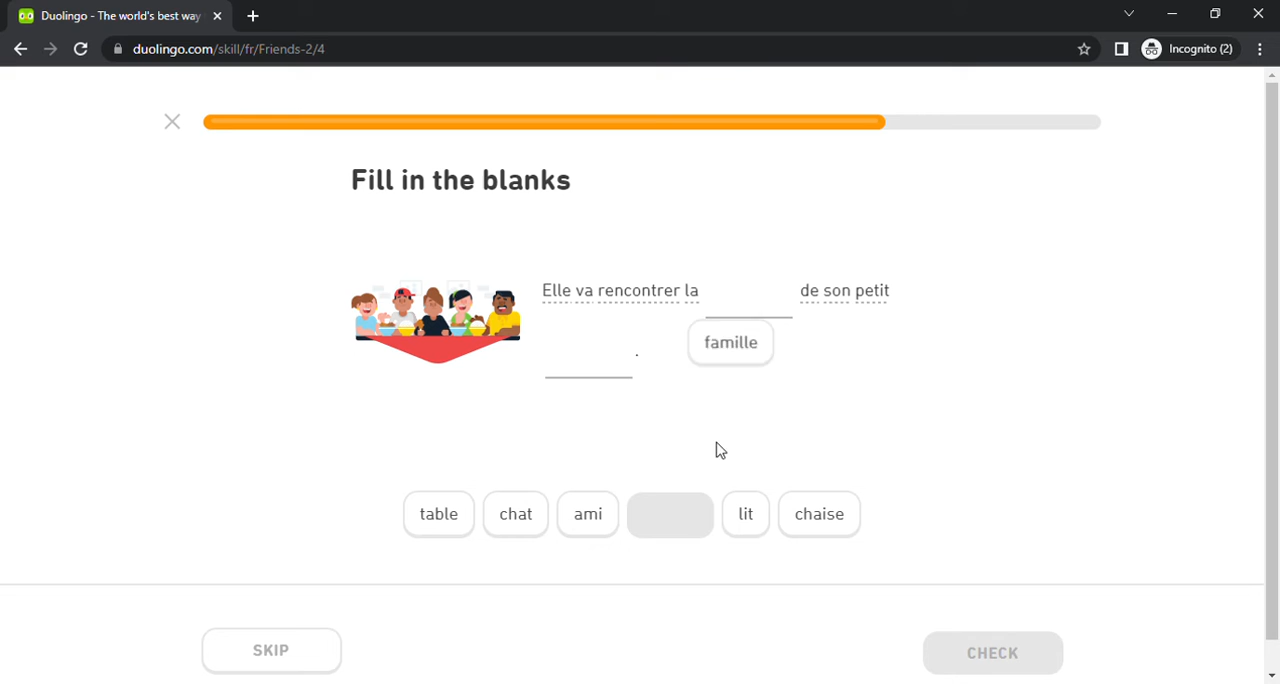 Duolingo - The world's best way
Incognito (2)
duolingo.com/skill/fr/Friends-2/4
Fill in the blanks
Elle va rencontrer la de son petit
famille
.
table chat ami lit chaise
SKIP CHECK